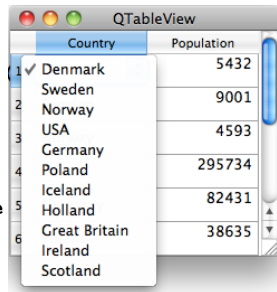 QTableView
Country Population
1 ✓ Denmark 5432
Sweden
2 Norway 9001
USA
3 Germany 4593
Poland
4 Iceland 295734
Holland
5 Great Britain 82431
Ireland
6 Scotland 38635